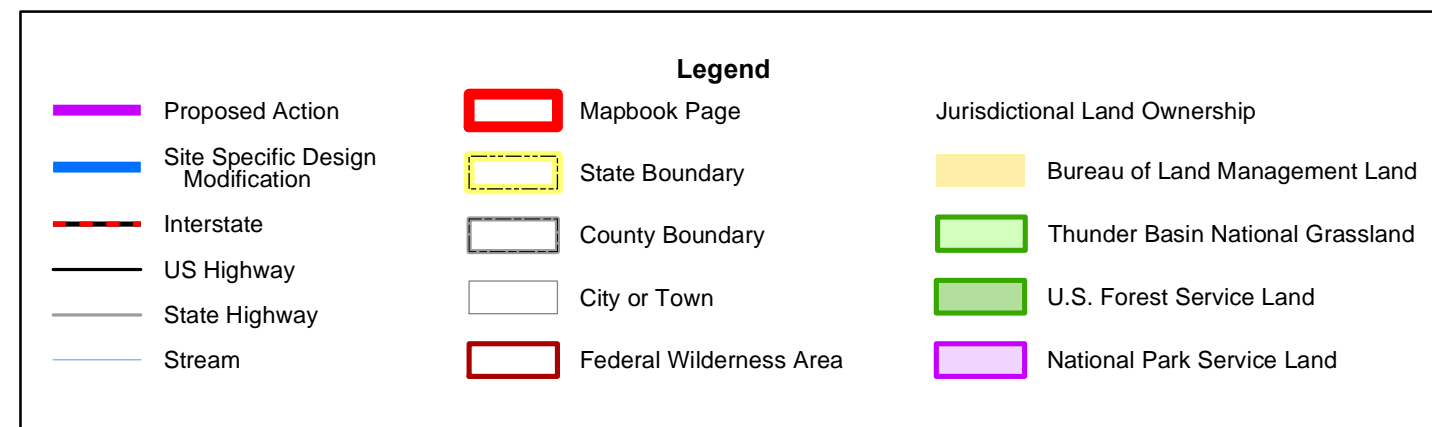 Legend
Proposed Action
Site Specific Design
Modification
Interstate
US Highway
State Highway
Stream
Mapbook Page
State Boundary
County Boundary
City or Town
Federal Wilderness Area
Jurisdictional Land Ownership
Bureau of Land Management Land
Thunder Basin National Grassland
U.S. Forest Service Land
National Park Service Land